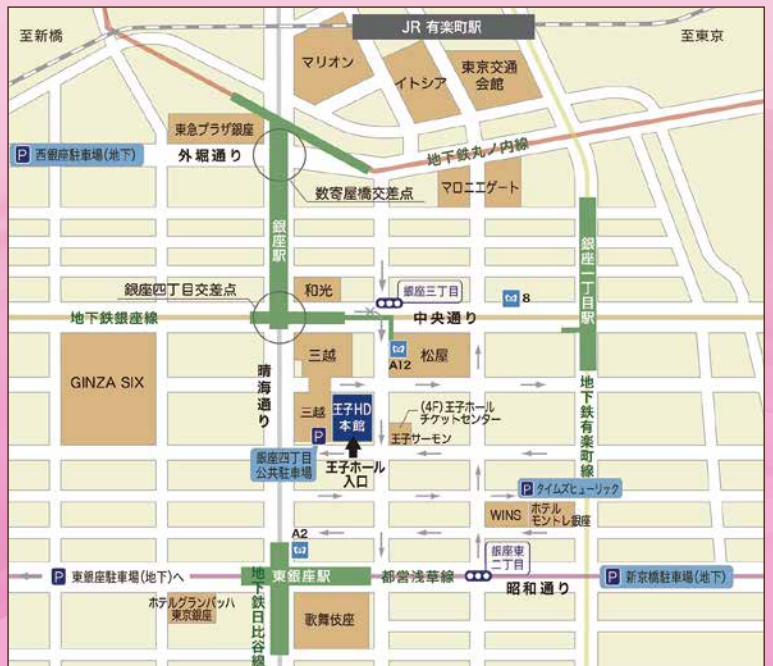 JR 有楽町駅
至新橋
至東京
マリオン
イトシア
東京交通
会館
東急プラザ銀座
P 西銀座駐車場(地下)
外堀通り
地下鉄丸ノ内線
数寄屋橋交差点
マロニエゲート
銀座駅
銀座一丁目駅
銀座四丁目交差点
和光
銀座三丁目
8
地下鉄銀座線
中央通り
三越
A12
松屋
GINZA SIX
晴海通り
三越
P
王子HD
本館
(4F)王子ホール
チケットセンター
王子サーモン
地下鉄有楽町線
銀座四丁目
公共駐車場
王子ホール
入口
P タイムズヒューリック
WINS
ホテル
モントレ銀座
A2
銀座東
二丁目
P 東銀座駐車場(地下)へ
東銀座駅
都営浅草線
昭和通り
P 新京橋駐車場(地下)
ホテルグランバッハ
東京銀座
地下鉄日比谷線
歌舞伎座